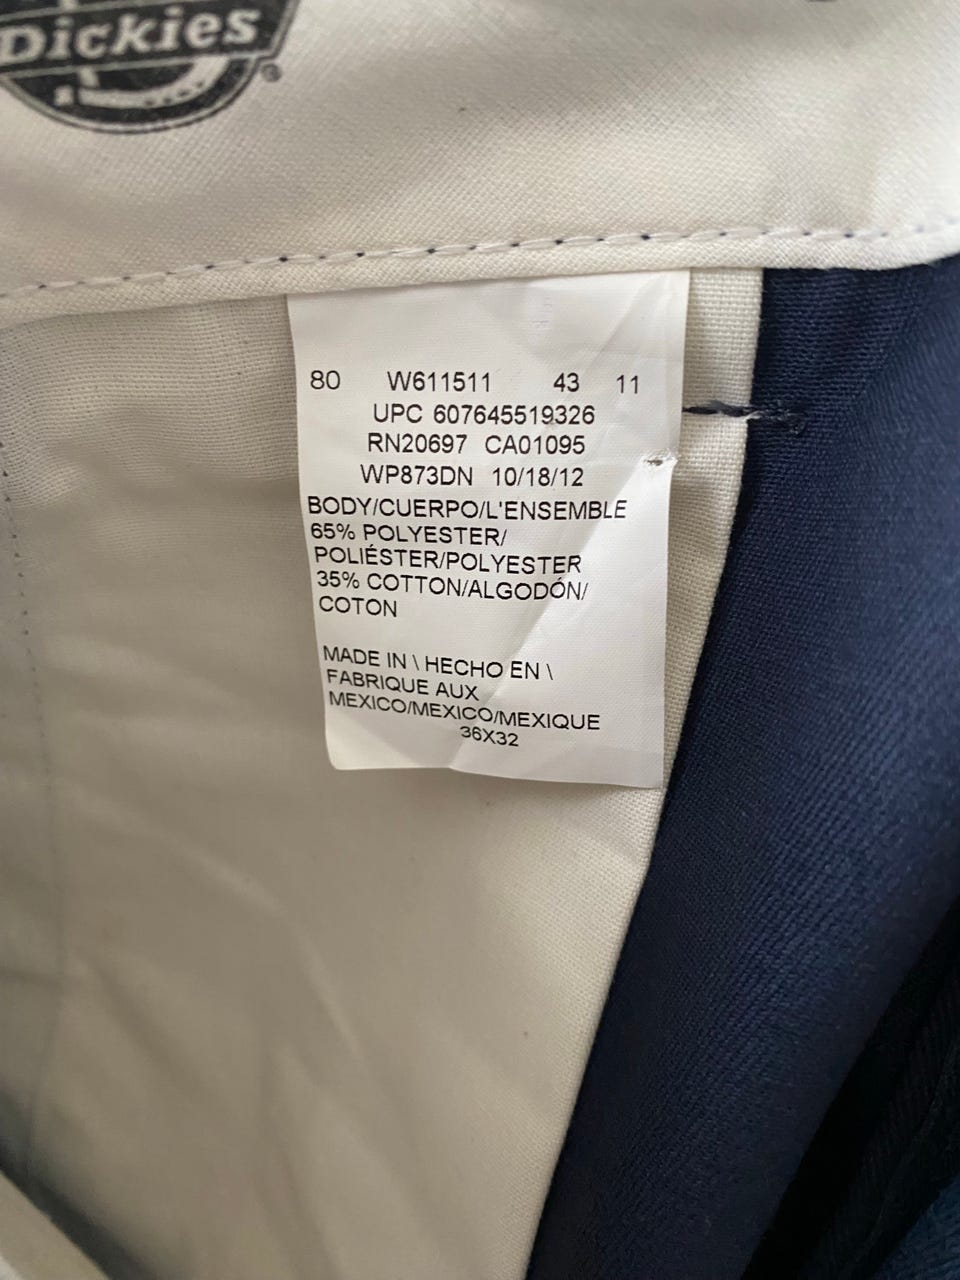 Dickies
®
80 W611511 43 11
UPC 607645519326
RN20697 CA01095
WP873DN 10/18/12
BODY/CUERPO/L'ENSEMBLE
65% POLYESTER/
POLIÉSTER/POLYESTER
35% COTTON/ALGODÓN/
COTON
MADE IN \ HECHO EN \
FABRIQUE AUX
MEXICO/MEXICO/MEXIQUE
36X32